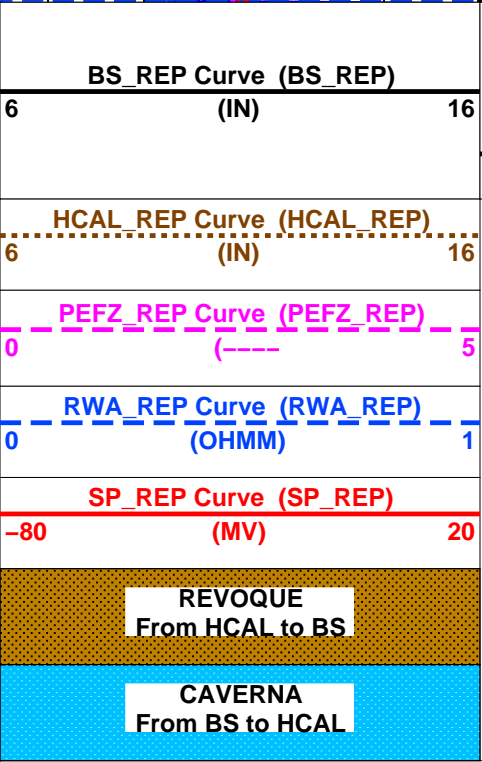 BS_REP Curve (BS_REP)
6 (IN) 16
HCAL_REP Curve (HCAL_REP)
6 (IN) 16
PEFZ_REP Curve (PEFZ_REP)
0 (---- 5
RWA_REP Curve (RWA_REP)
0 (OHMM) 1
SP_REP Curve (SP_REP)
−80 (MV) 20
REVOQUE
From HCAL to BS
CAVERNA
From BS to HCAL